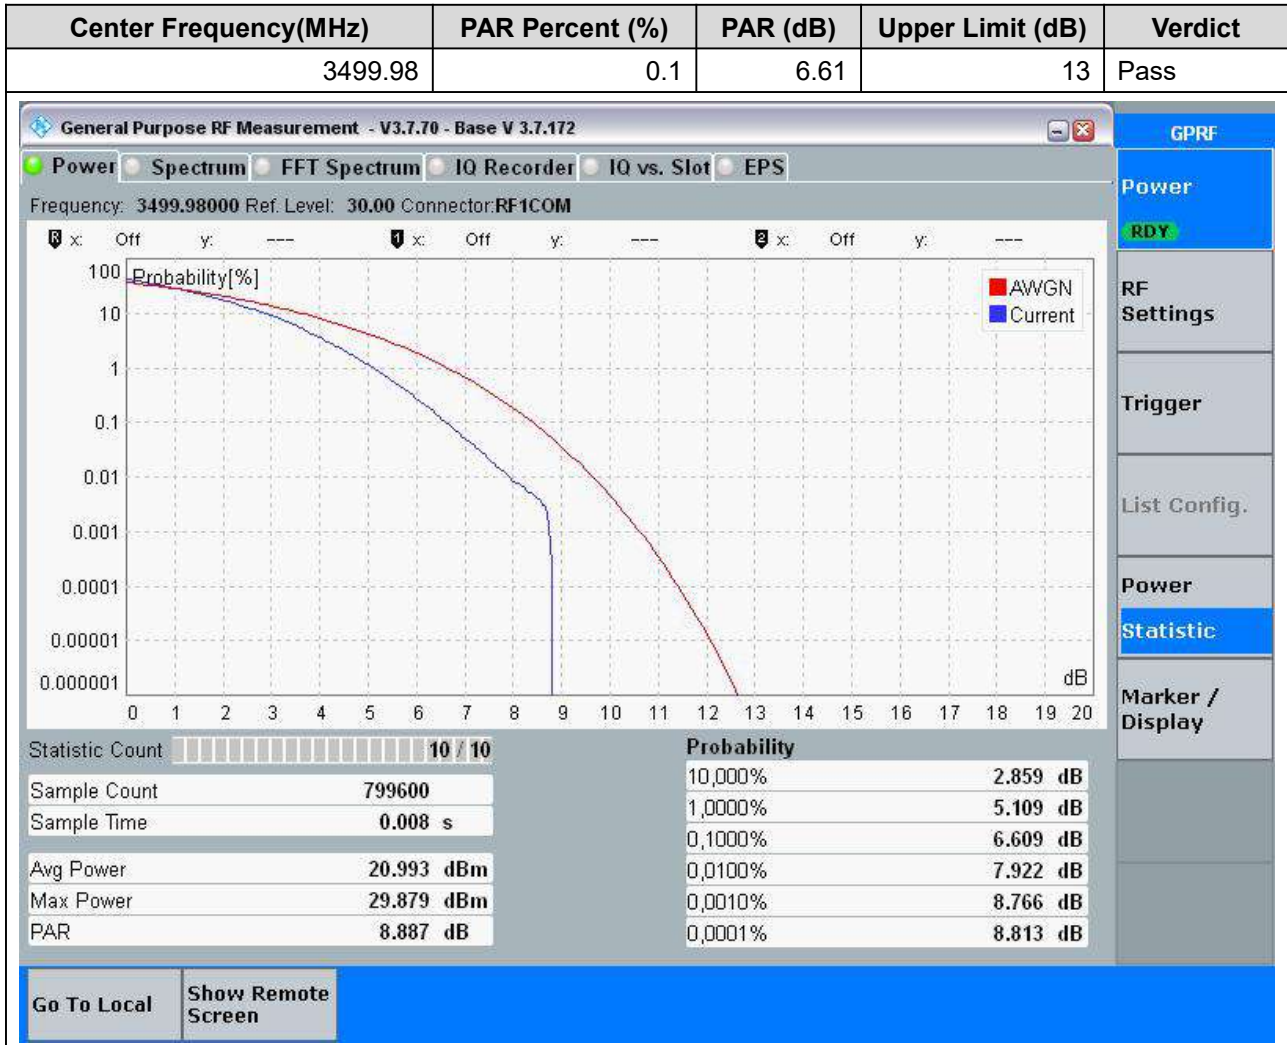 Center Frequency(MHz) PAR Percent (%) PAR (dB) Upper Limit (dB) Verdict
3499.98 0.1 6.61 13 Pass
General Purpose RF Measurement - V3.7.70 - Base V 3.7.172
GPRF
Power Spectrum FFT Spectrum IQ Recorder IQ vs. Slot EPS
Power
RDY
Frequency: 3499.98000 Ref. Level: 30.00 Connector:RF1COM
R x: Off y: --- 1 x: Off y: --- 2 x: Off y: ---
Probability[%]
100
10
1
0.1
0.01
0.001
0.0001
0.00001
0.000001
AWGN
Current
dB
0 1 2 3 4 5 6 7 8 9 10 11 12 13 14 15 16 17 18 19 20
RF
Settings
Trigger
List Config.
Power
Statistic
Marker /
Display
Statistic Count 10 / 10
Sample Count 799600
Sample Time 0.008 s
Avg Power 20.993 dBm
Max Power 29.879 dBm
PAR 8.887 dB
Probability
10,000% 2.859 dB
1,0000% 5.109 dB
0,1000% 6.609 dB
0,0100% 7.922 dB
0,0010% 8.766 dB
0,0001% 8.813 dB
Go To Local
Show Remote
Screen